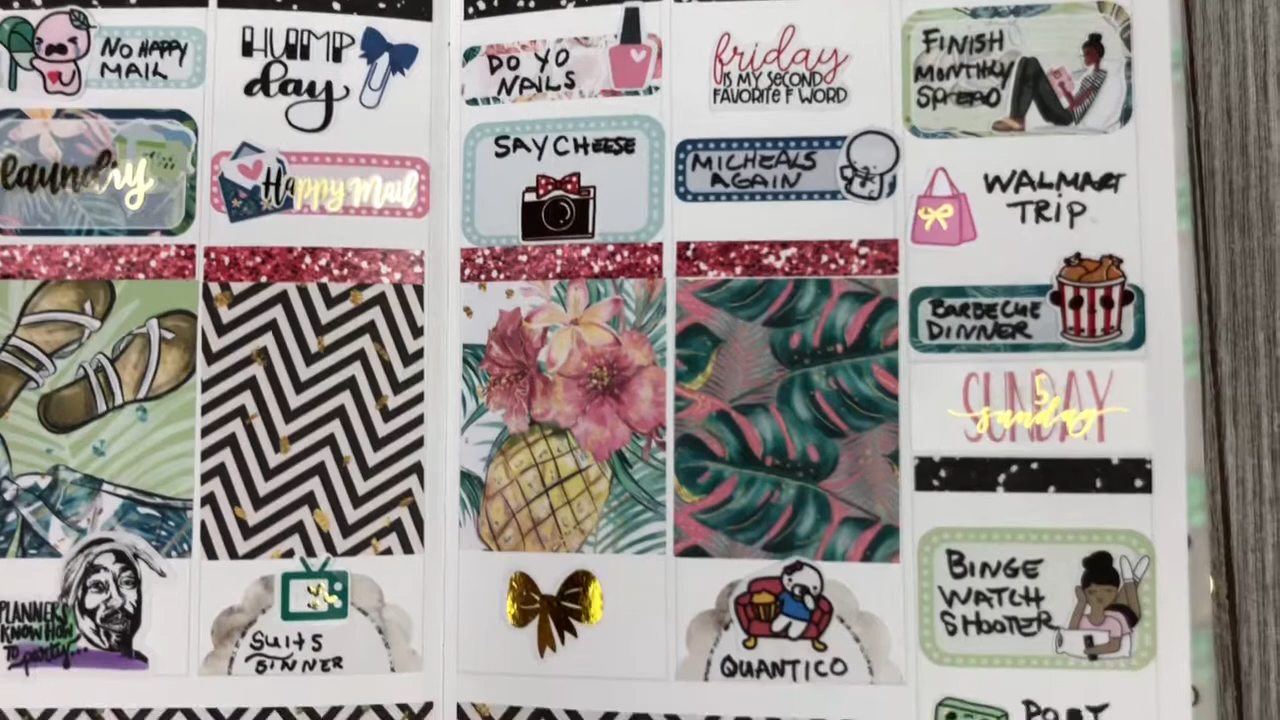 NO HAPPY
MAIL
laundry
PLANNERS
KNOW HOW
TO party...
HUMP
day
Happy Mail
SUITS
DINNER
DO YO
NAILS
SAY CHEESE
friday
IS MY SECOND
FAVORITE F WORD
MICHEALS
AGAIN
QUANTICO
FINISH
MONTHLY
SPREAD
WALMART
TRIP
BARBECUE
DINNER
SUNDAY
5
sunday
BINGE
WATCH
SHOOTER